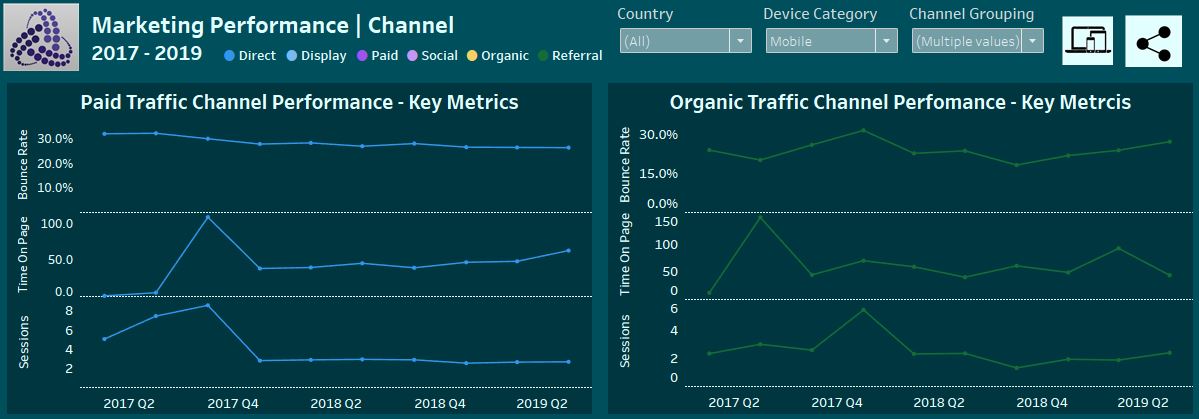 Marketing Performance | Channel
2017 - 2019
Direct Display Paid Social Organic Referral
Country
(All)
Device Category
Mobile
Channel Grouping
(Multiple values)
Paid Traffic Channel Performance - Key Metrics
Bounce Rate
30.0%
20.0%
10.0%
Time On Page
100.0
50.0
0.0
Sessions
8
6
4
2
2017 Q2 2017 Q4 2018 Q2 2018 Q4 2019 Q2
Organic Traffic Channel Perfomance - Key Metrcis
Bounce Rate
30.0%
15.0%
0.0%
Time On Page
150
100
50
0
Sessions
6
4
2
0
2017 Q2 2017 Q4 2018 Q2 2018 Q4 2019 Q2